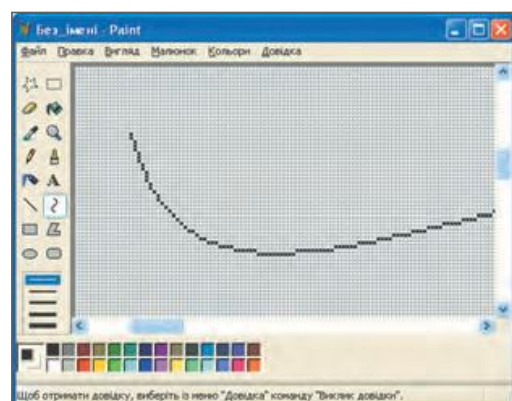 Без_імені - Paint
Файл Правка Вигляд Малюнок Кольори Довідка
A
Щоб отримати довідку, виберіть із меню "Довідка" команду "Виклик довідки".